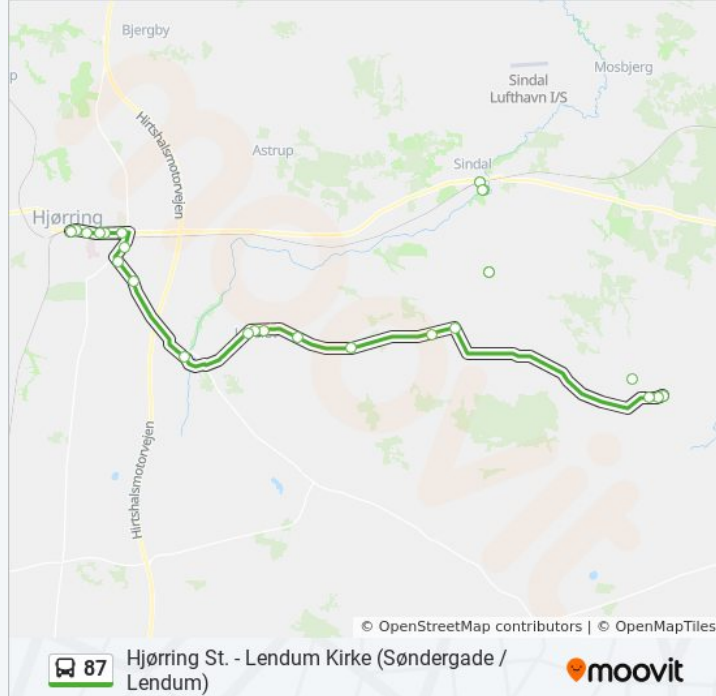 Bjergby
Mosbjerg
Sindal
Lufthavn I/S
Hirtshalsmotorvejen
Astrup
Sindal
Hjørring
Hirtshalsmotorvejen
moovit
© OpenStreetMap contributors | © OpenMapTiles
87
Hjørring St. - Lendum Kirke (Søndergade /
Lendum)
moovit